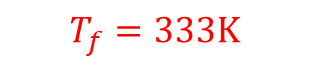 T_f = 333K